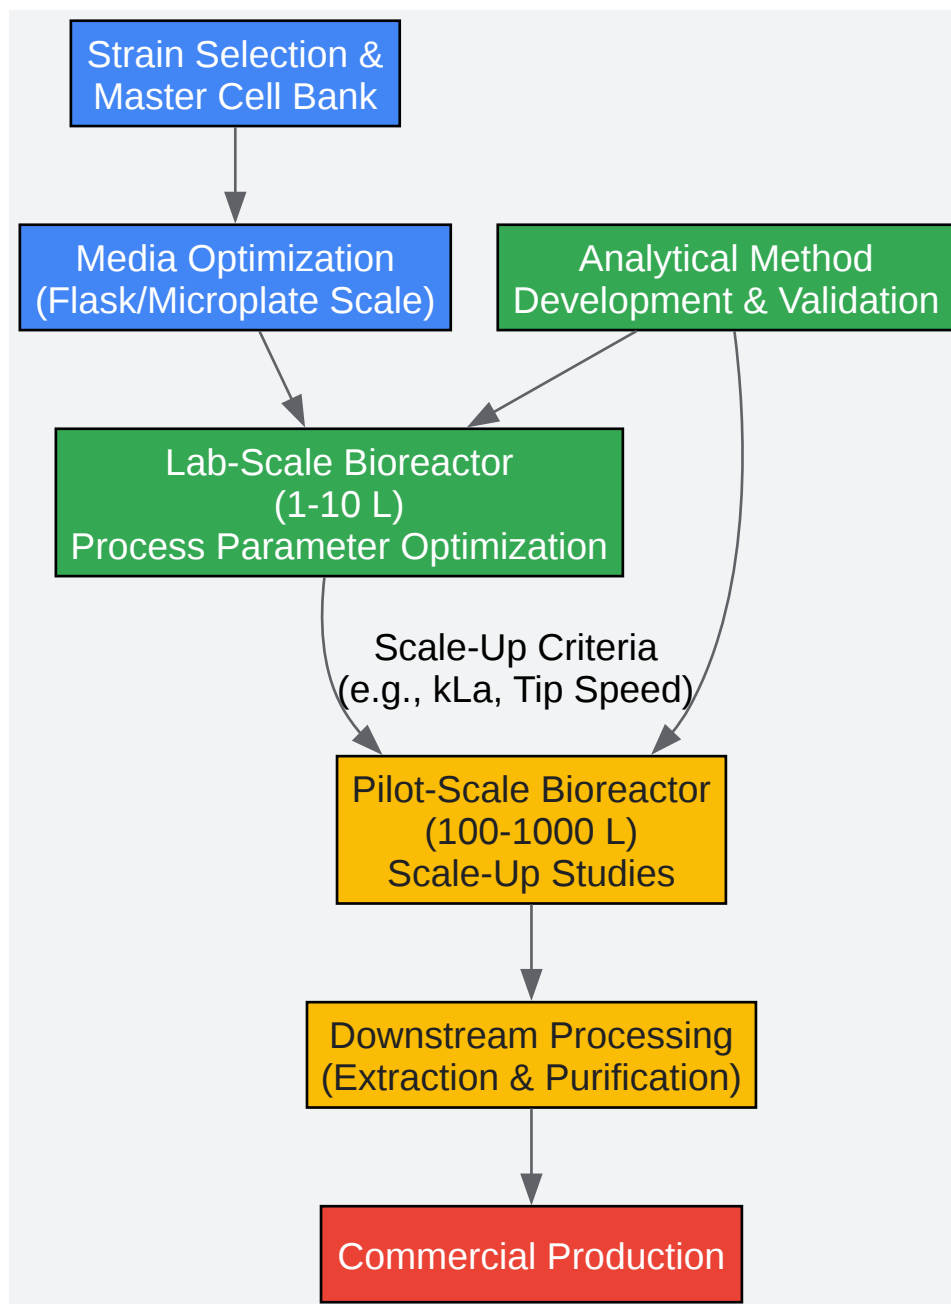 Strain Selection &
Master Cell Bank
Media Optimization
(Flask/Microplate Scale)
Analytical Method
Development & Validation
Lab-Scale Bioreactor
(1-10 L)
Process Parameter Optimization
Scale-Up Criteria
(e.g., kLa, Tip Speed)
Pilot-Scale Bioreactor
(100-1000 L)
Scale-Up Studies
Downstream Processing
(Extraction & Purification)
Commercial Production